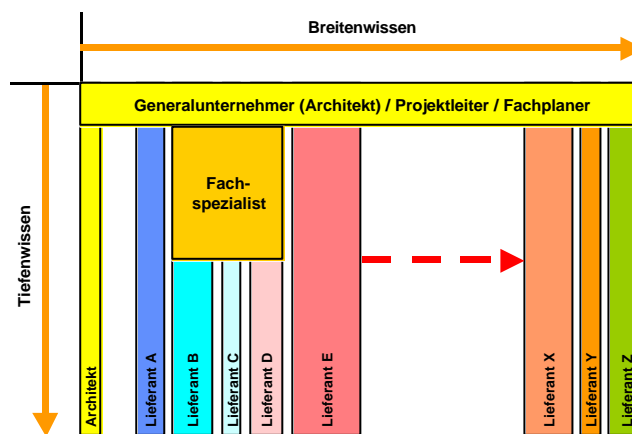 Breitenwissen
Generalunternehmer (Architekt) / Projektleiter / Fachplaner
Tiefenwissen
Fach-
spezialist
Architekt
Lieferant A
Lieferant B
Lieferant C
Lieferant D
Lieferant E
Lieferant X
Lieferant Y
Lieferant Z